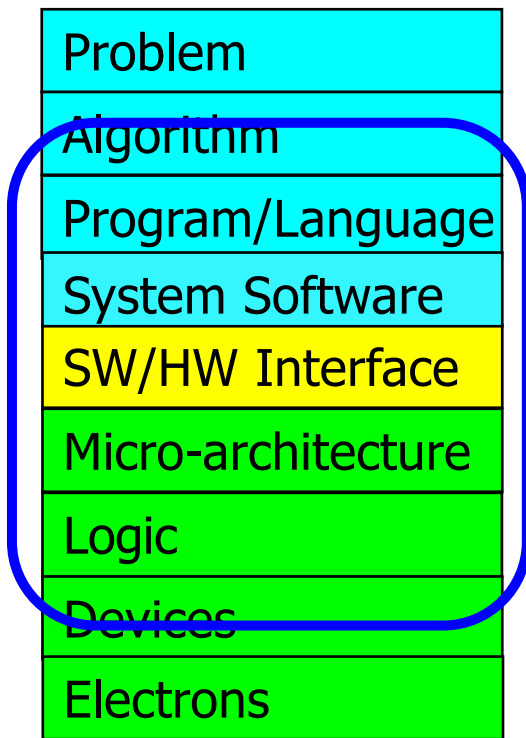 Problem
Algorithm
Program/Language
System Software
SW/HW Interface
Micro-architecture
Logic
Devices
Electrons